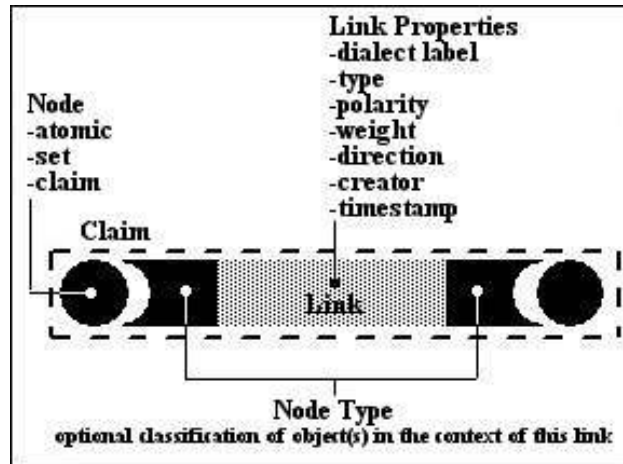 Link Properties
-dialect label
-type
-polarity
-weight
-direction
-creator
-timestamp
Node
-atomic
-set
-claim
Claim
Link
Node Type
optional classification of object(s) in the context of this link